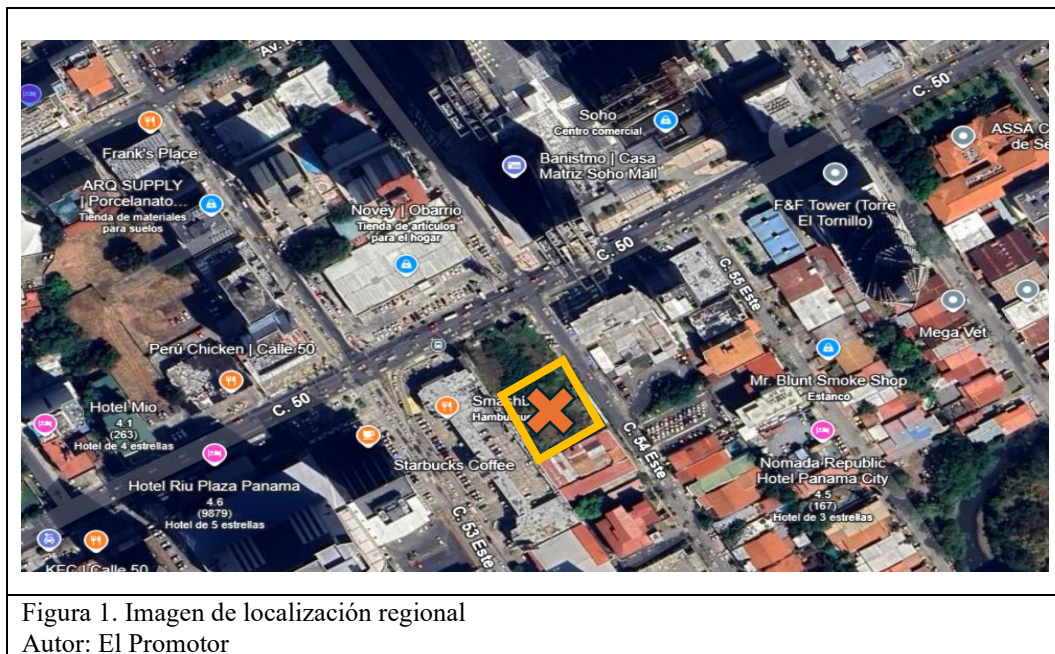 Av. 
Frank's Place
ARQ SUPPLY
| Porcelanato...
Tienda de materiales
para suelos
Novey | Obarrio
Tienda de artículos
para el hogar
Soho
Centro comercial
Banistmo | Casa
Matriz Soho Mall
C. 50
ASSA C
de Se
F&F Tower (Torre
El Tornillo)
C. 50
C. 55 Este
Mega Vet
Perú Chicken | Calle 50
Mr. Blunt Smoke Shop
Estanco
Hotel Mio
4.1
(263)
Hotel de 4 estrellas
C. 50
Smashb
Hamburgue
Starbucks Coffee
C. 54 Este
Hotel Riu Plaza Panama
4.6
(9879)
Hotel de 5 estrellas
Nomada Republic
Hotel Panama City
4.5
(167)
Hotel de 3 estrellas
C. 53 Este
KFC | Calle 50
Figura 1. Imagen de localización regional
Autor: El Promotor